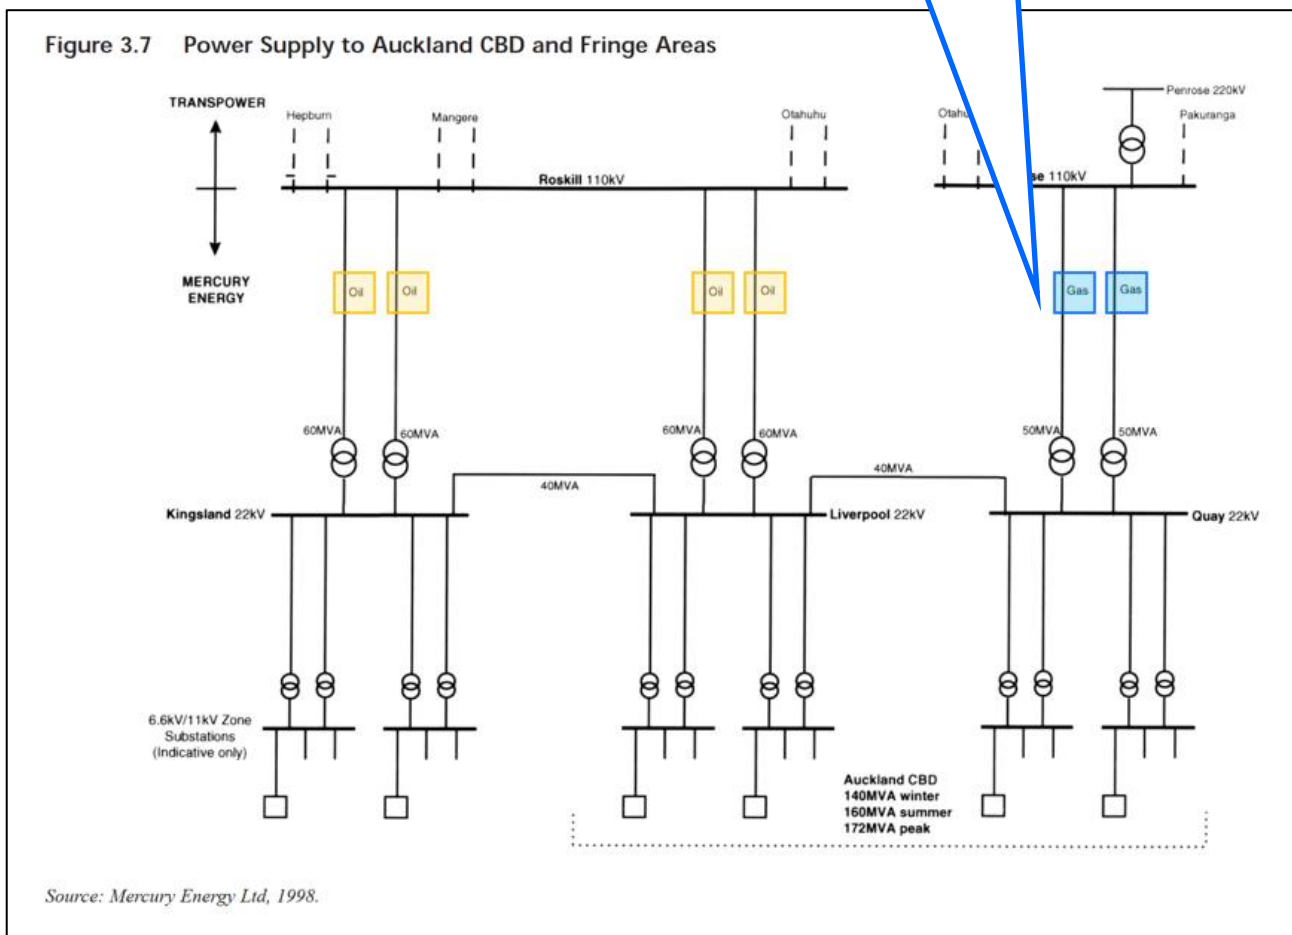 Figure 3.7 Power Supply to Auckland CBD and Fringe Areas
TRANSPOWER
Hepburn
Mangere
Otahuhu
Penrose 220kV
Pakuranga
Roskill 110kV
110kV
MERCURY
ENERGY
Oil
Oil
Oil
Oil
Gas
Gas
60MVA
60MVA
60MVA
60MVA
50MVA
50MVA
40MVA
40MVA
Kingsland 22kV
Liverpool 22kV
Quay 22kV
6.6kV/11kV Zone
Substations
(Indicative only)
Auckland CBD
140MVA winter
160MVA summer
172MVA peak
Source: Mercury Energy Ltd, 1998.